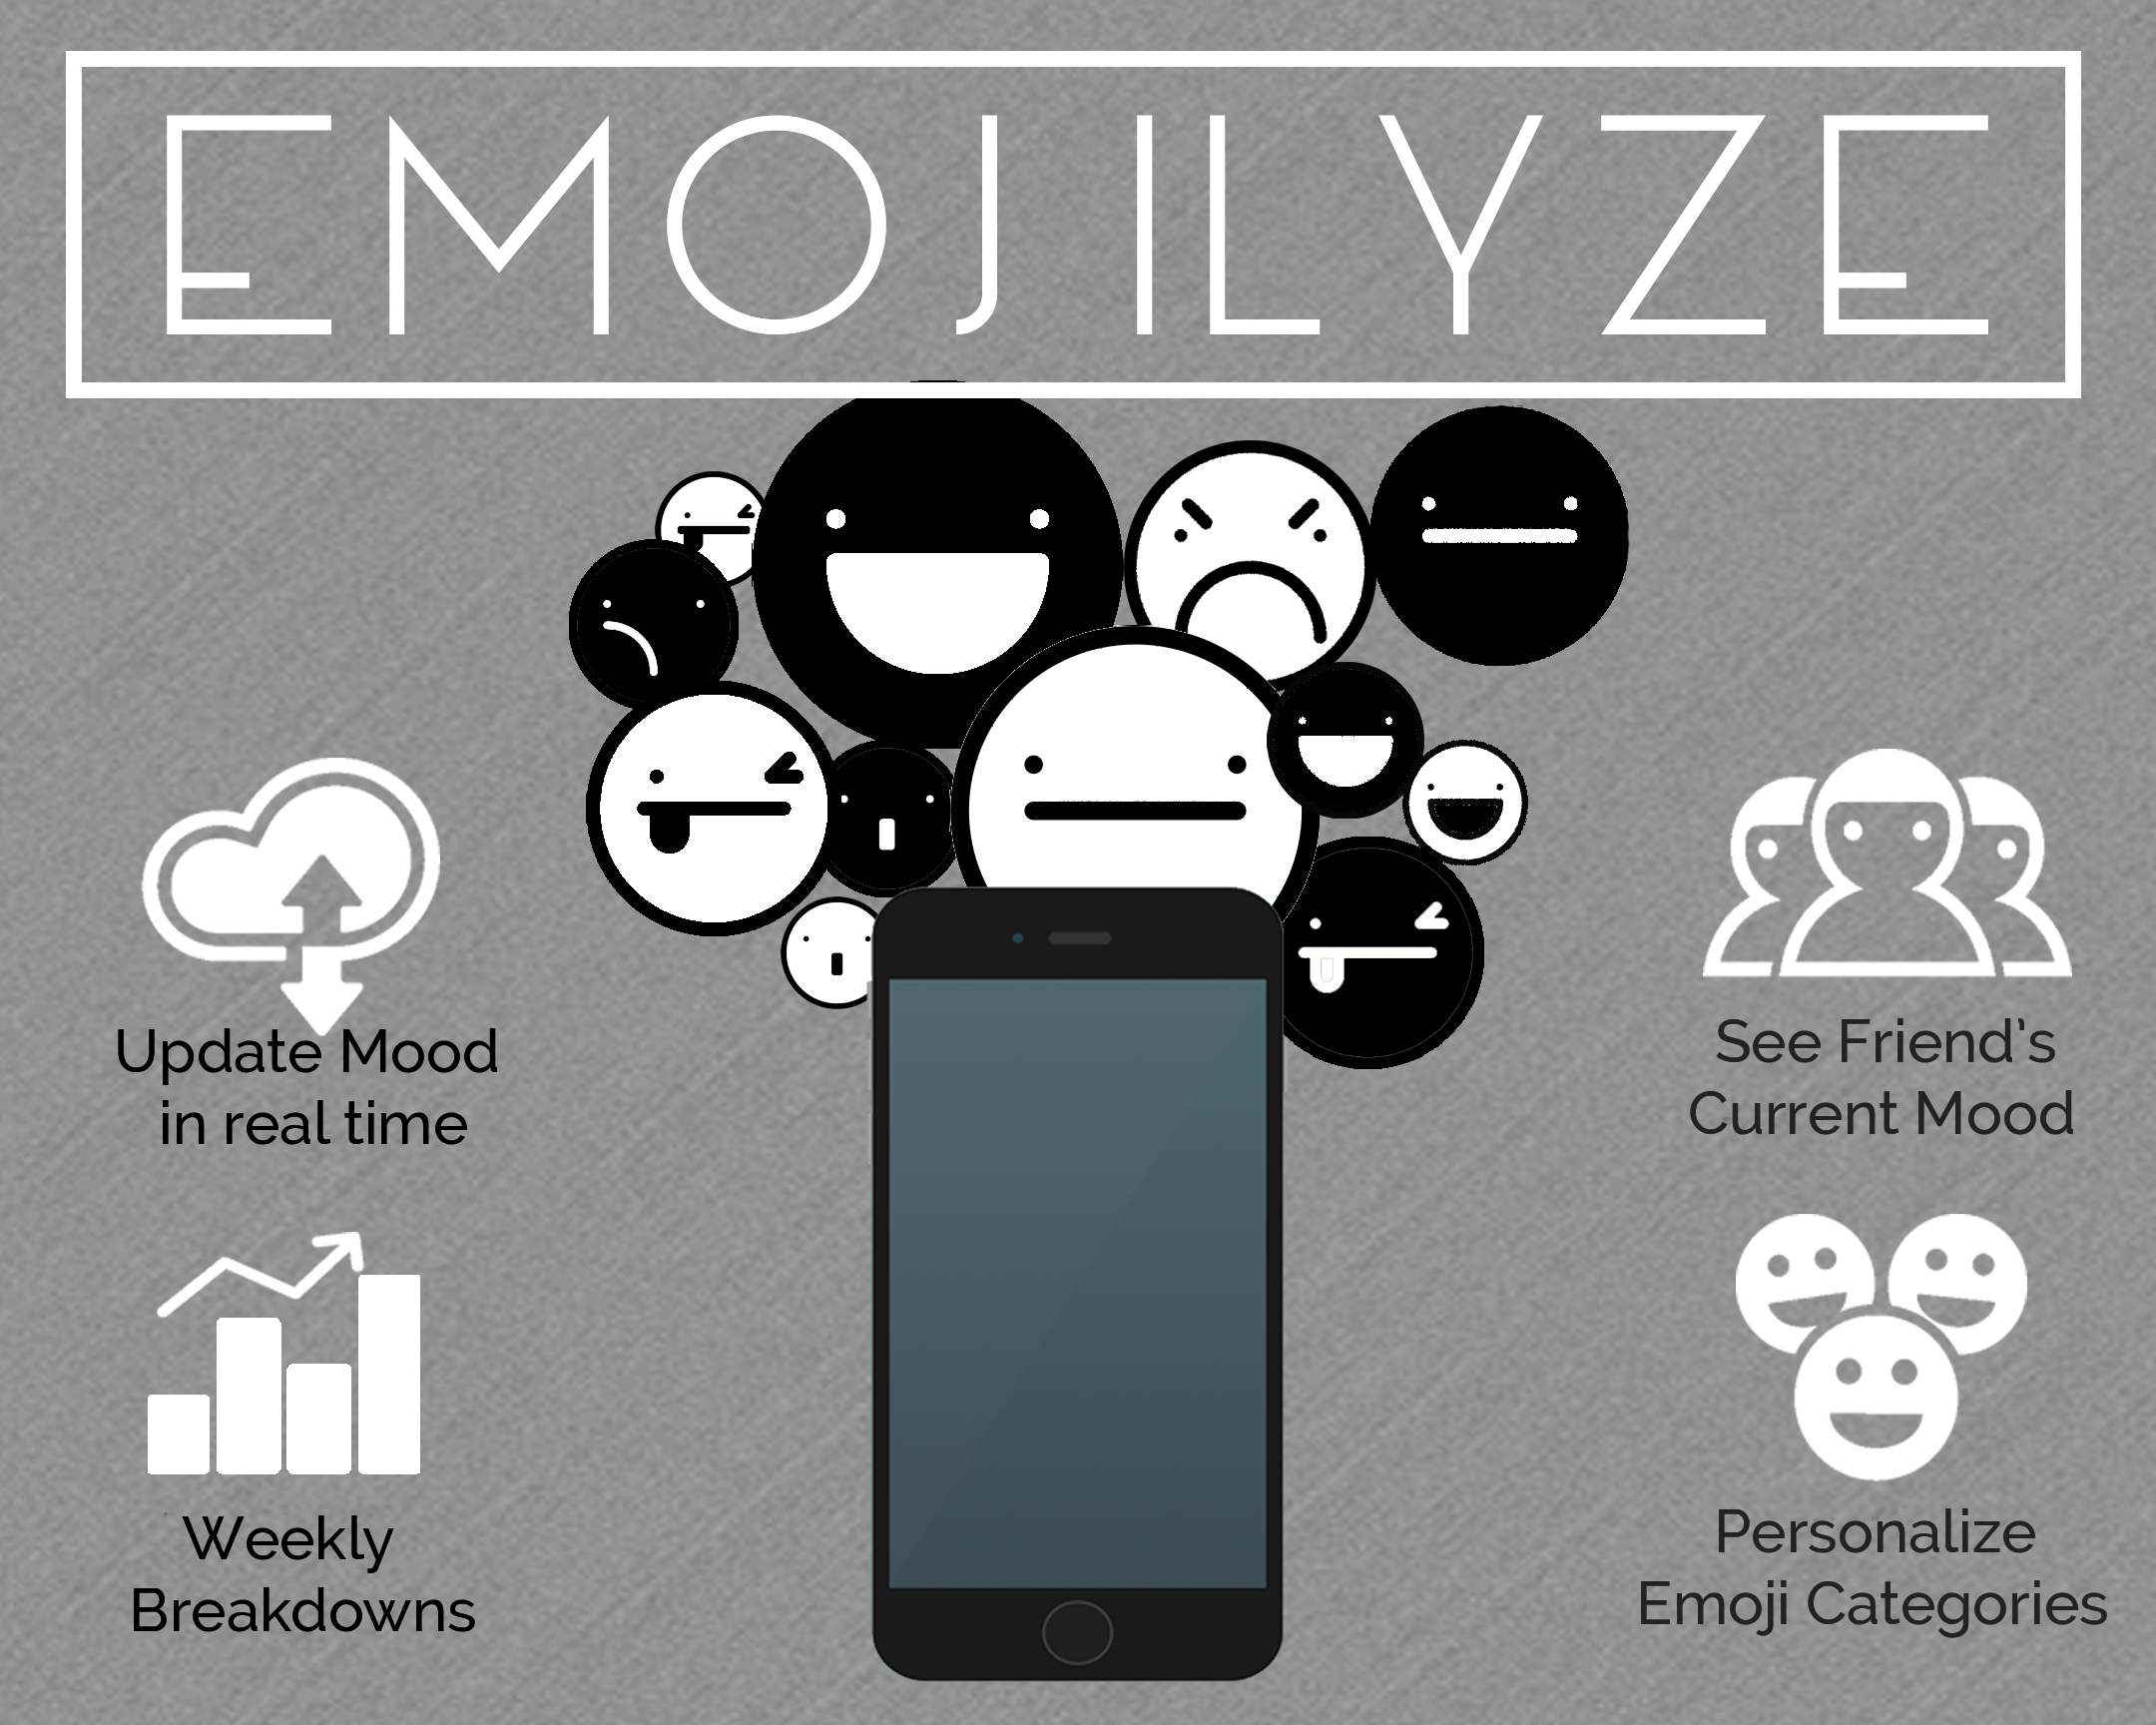 EMOJILYZE
Update Mood
in real time
See Friend's
Current Mood
Weekly
Breakdowns
Personalize
Emoji Categories